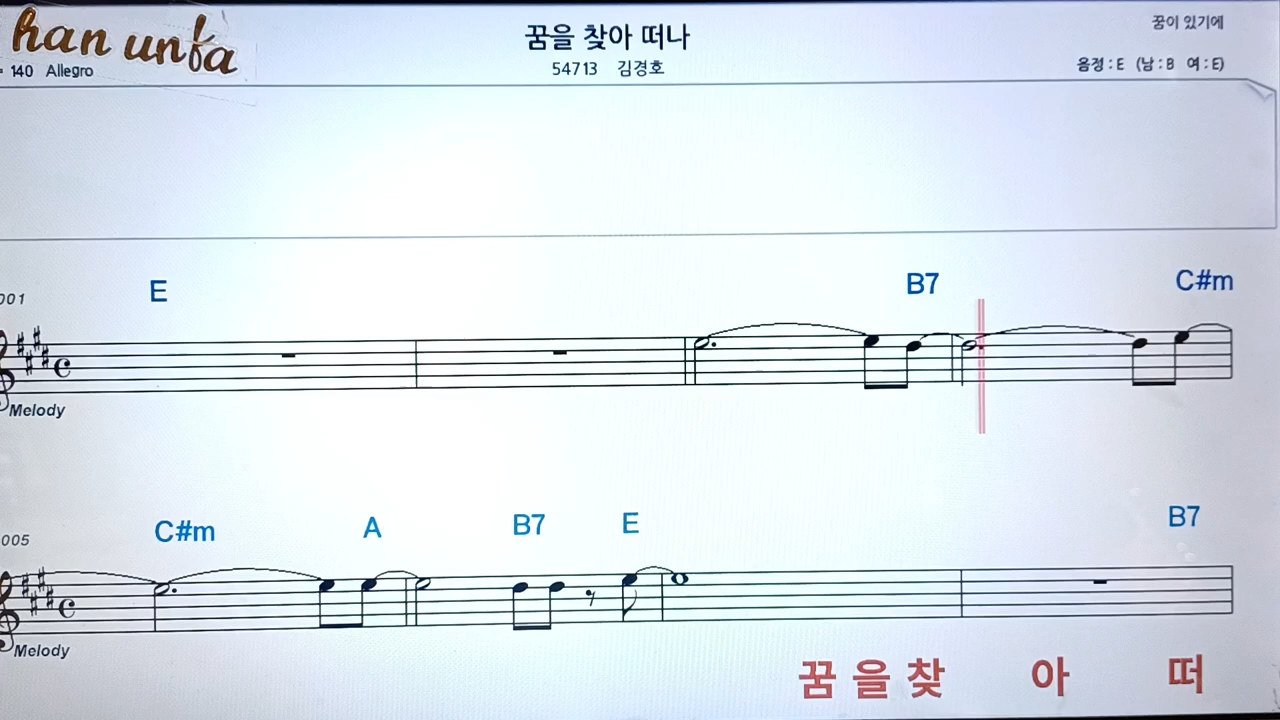 han unfa
꿈을 찾아 떠나
꿈이 있기에
= 140 Allegro
54713 김경호
음정 : E (남 : B 여 : E)
001
E B7 C#m
Melody
005
C#m A B7 E B7
Melody
꿈 을 찾 아 떠